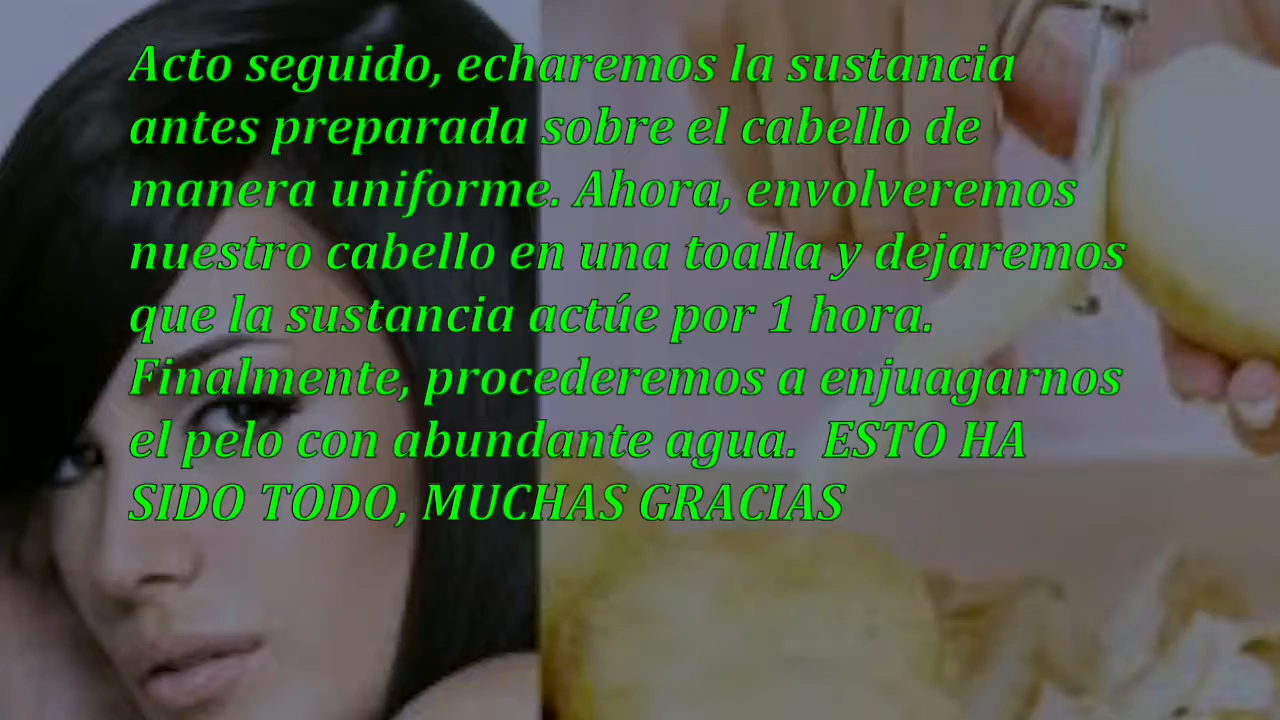 Acto seguido, echaremos la sustancia
antes preparada sobre el cabello de
manera uniforme. Ahora, envolveremos
nuestro cabello en una toalla y dejaremos
que la sustancia actúe por 1 hora.
Finalmente, procederemos a enjuagarnos
el pelo con abundante agua.  ESTO HA
SIDO TODO, MUCHAS GRACIAS